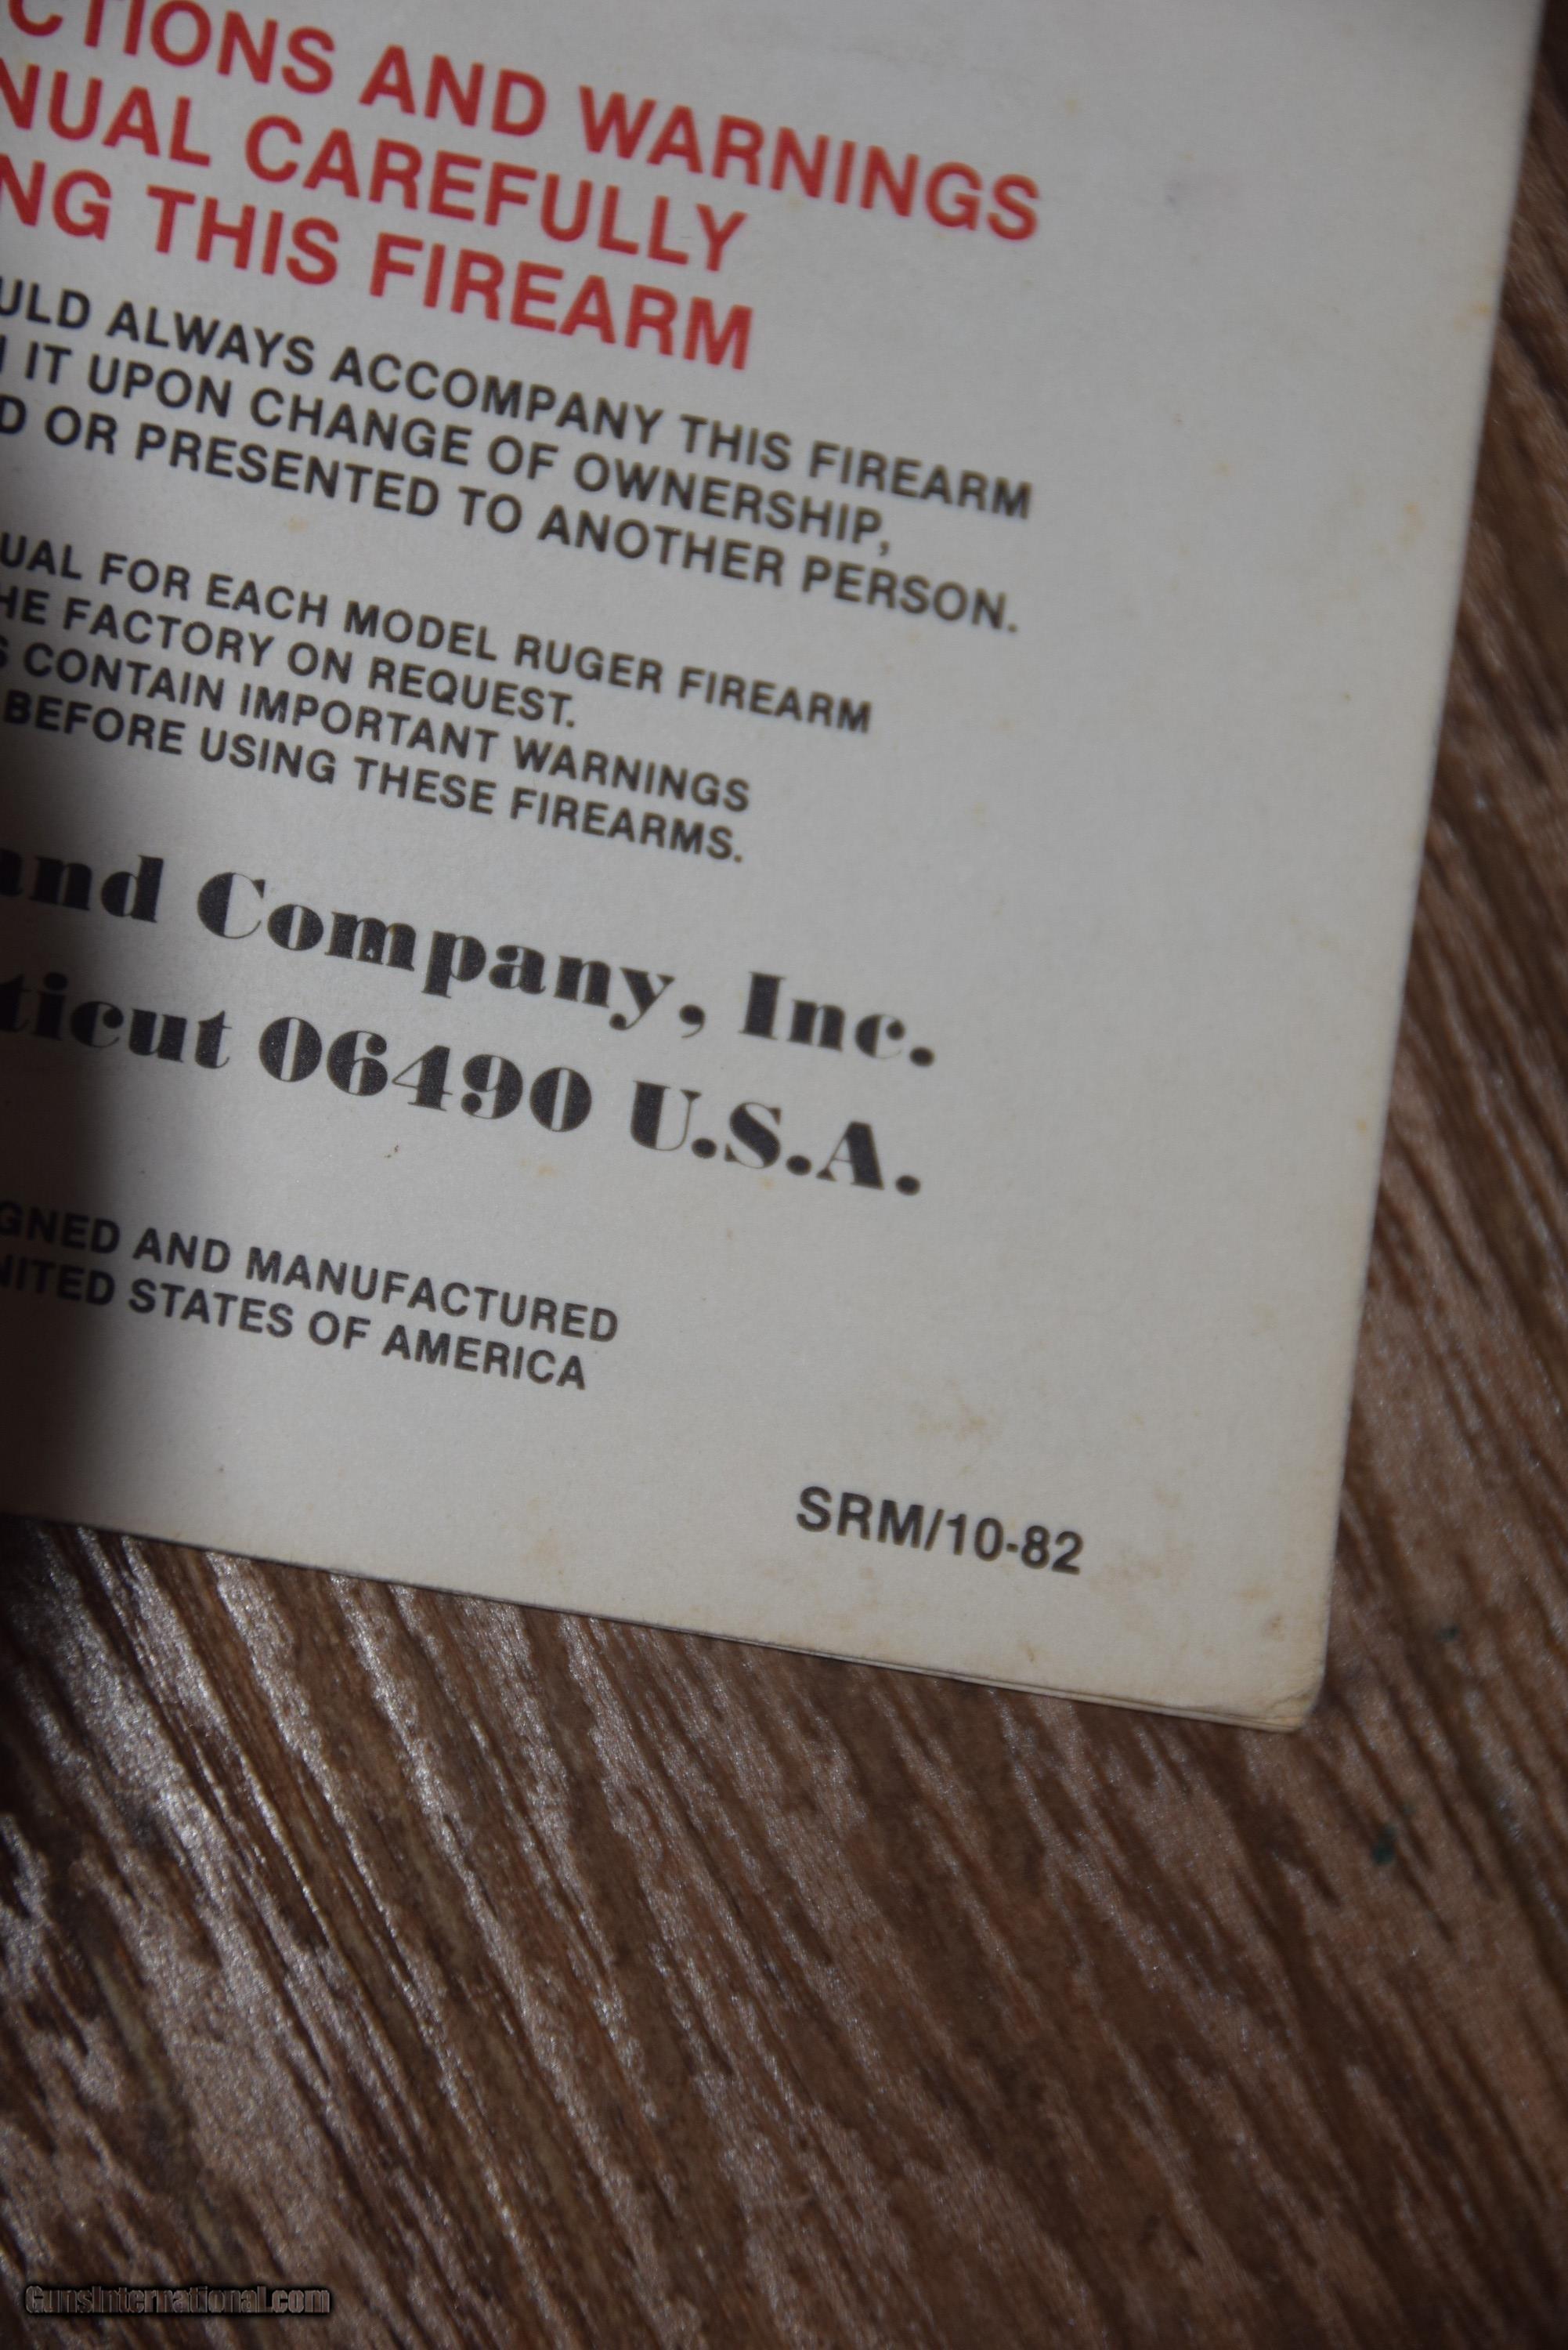 CTIONS AND WARNINGS
NUAL CAREFULLY
NG THIS FIREARM
ULD ALWAYS ACCOMPANY THIS FIREARM
IT UPON CHANGE OF OWNERSHIP,
D OR PRESENTED TO ANOTHER PERSON.
UAL FOR EACH MODEL RUGER FIREARM
HE FACTORY ON REQUEST.
S CONTAIN IMPORTANT WARNINGS
BEFORE USING THESE FIREARMS.
and Company, Inc.
ticut 06490 U.S.A.
GNED AND MANUFACTURED
NITED STATES OF AMERICA
SRM/10-82
GunsInternational.com